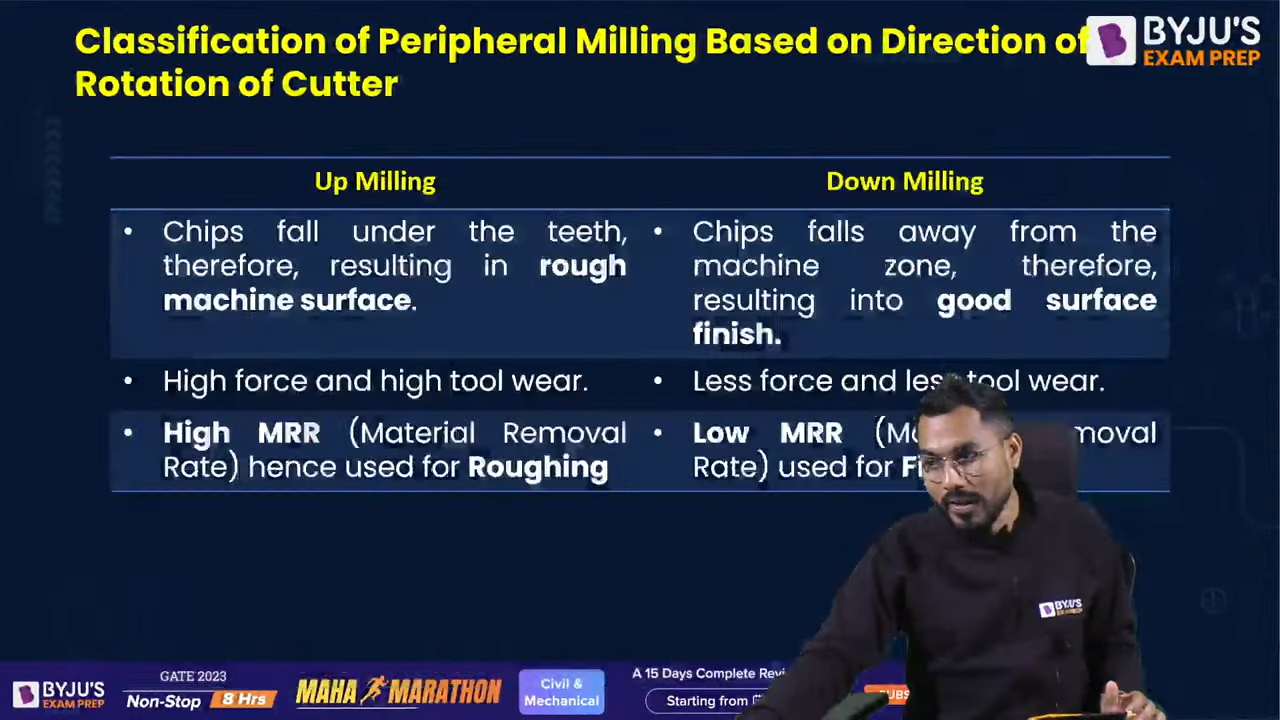 Classification of Peripheral Milling Based on Direction of
Rotation of Cutter
BYJU'S
EXAM PREP
Up Milling
Down Milling
• Chips fall under the teeth,
therefore, resulting in rough
machine surface.
• Chips falls away from the
machine zone, therefore,
resulting into good surface
finish.
• High force and high tool wear.
• Less force and less tool wear.
• High MRR (Material Removal
Rate) hence used for Roughing
• Low MRR
Rate) used for
BYJU'S
EXAM PREP
BYJU'S
EXAM PREP
GATE 2023
Non-Stop 8 Hrs
MAHA MARATHON
Civil &
Mechanical
A 15 Days Complete
Starting from